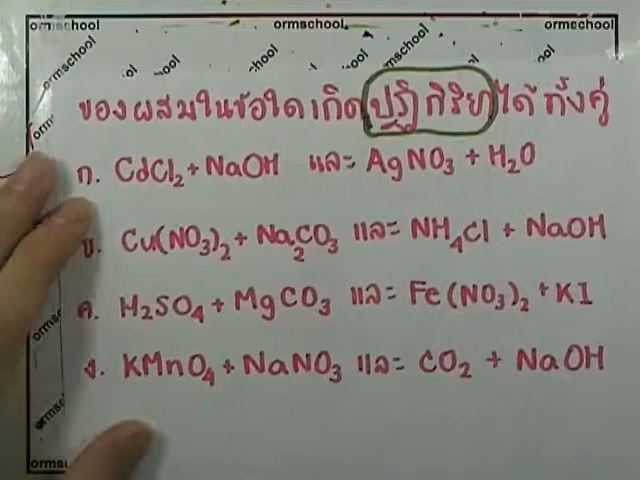 ormschool ormschool ormschool
ormschool ormschool
ของผสมในข้อใดเกิดปฏิกิริยาได้ทั้งคู่
ก. CdCl₂ + NaOH และ AgNO₃ + H₂O
ข. Cu(NO₃)₂ + Na₂CO₃ และ NH₄Cl + NaOH
ค. H₂SO₄ + MgCO₃ และ Fe(NO₃)₂ + KI
ง. KMnO₄ + NaNO₃ และ CO₂ + NaOH